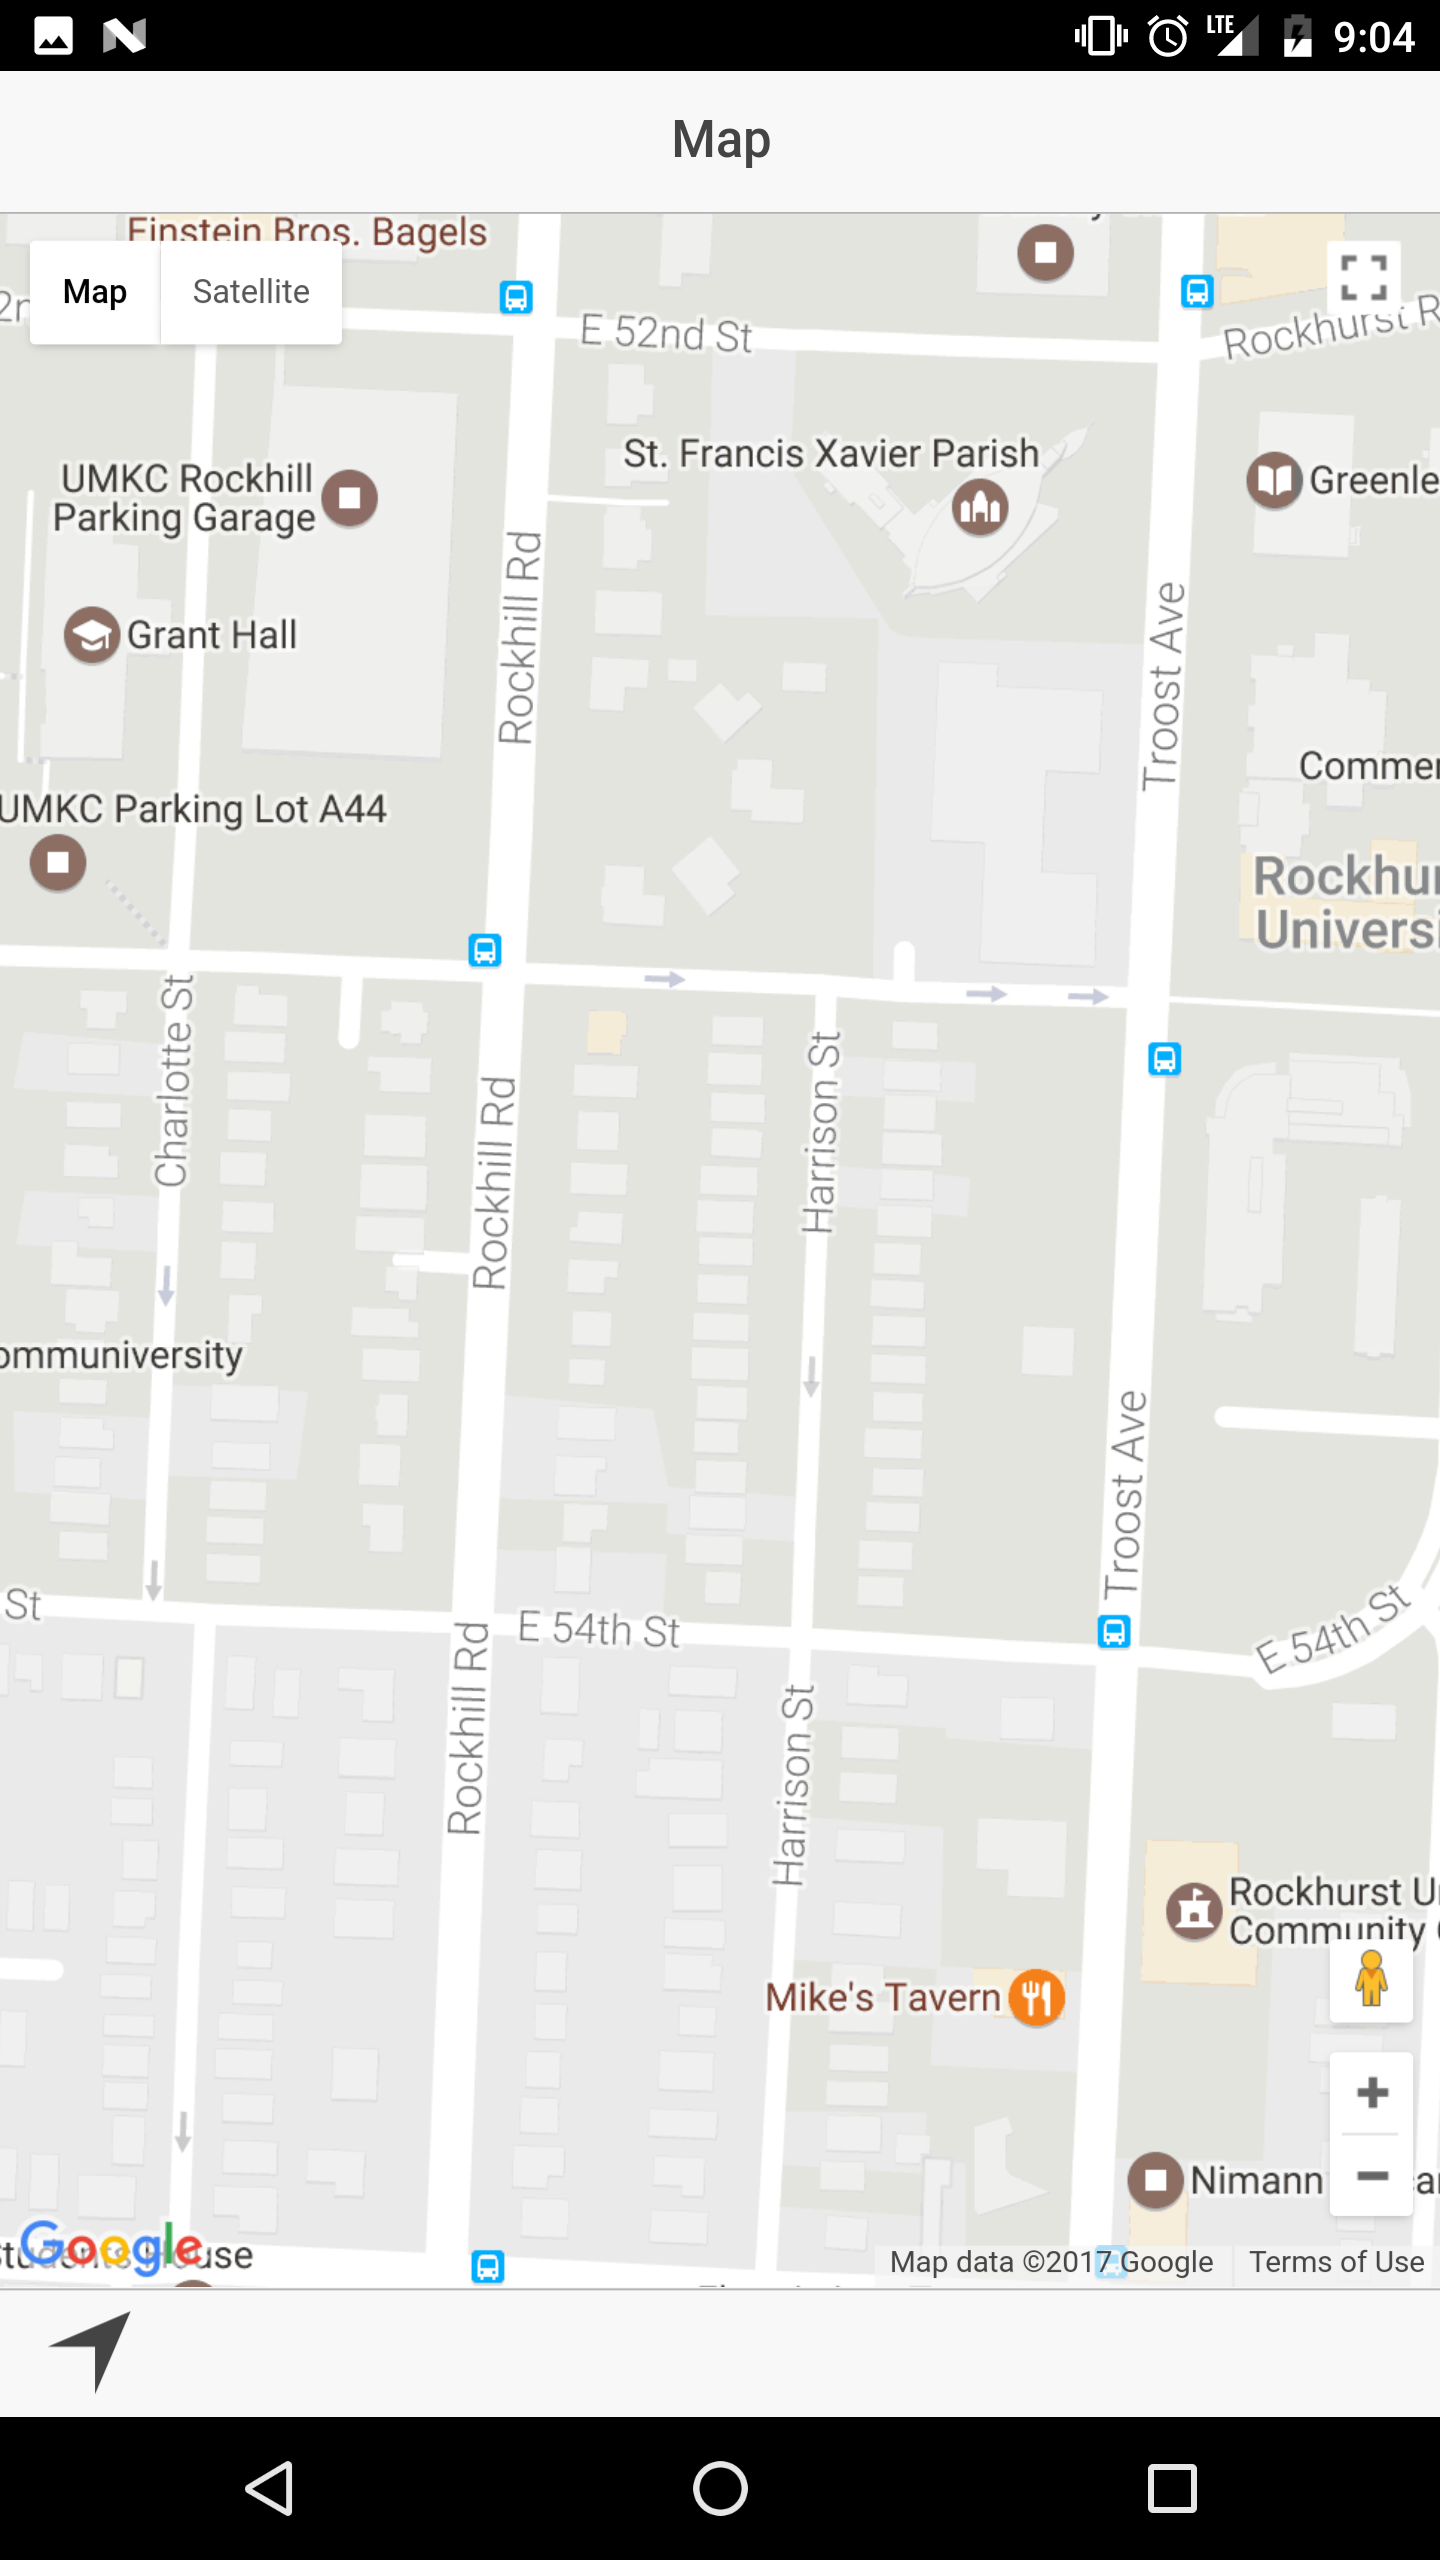 LTE 9:04
Map
Einstein Bros. Bagels
Map
Satellite
E 52nd St
Rockhurst R
St. Francis Xavier Parish
UMKC Rockhill
Parking Garage
Greenle
Rockhill Rd
Troost Ave
Grant Hall
Commer
UMKC Parking Lot A44
Rockhur
Universi
Charlotte St
Harrison St
Rockhill Rd
ommuniversity
Troost Ave
St
E 54th St
E 54th St
Rockhill Rd
Harrison St
Rockhurst U
Community
Mike's Tavern
Nimann
Google
Students House
Map data ©2017 Google
Terms of Use